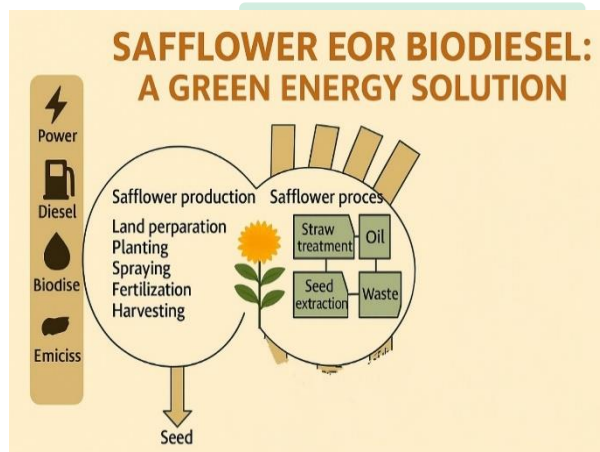 SAFFLOWER EOR BIODIESEL:
A GREEN ENERGY SOLUTION
Power
Diesel
Biodise
Emiciss
Safflower production
Land perparation
Planting
Spraying
Fertilization
Harvesting
Safflower proces
Straw
treatment
Oil
Seed
extraction
Waste
Seed